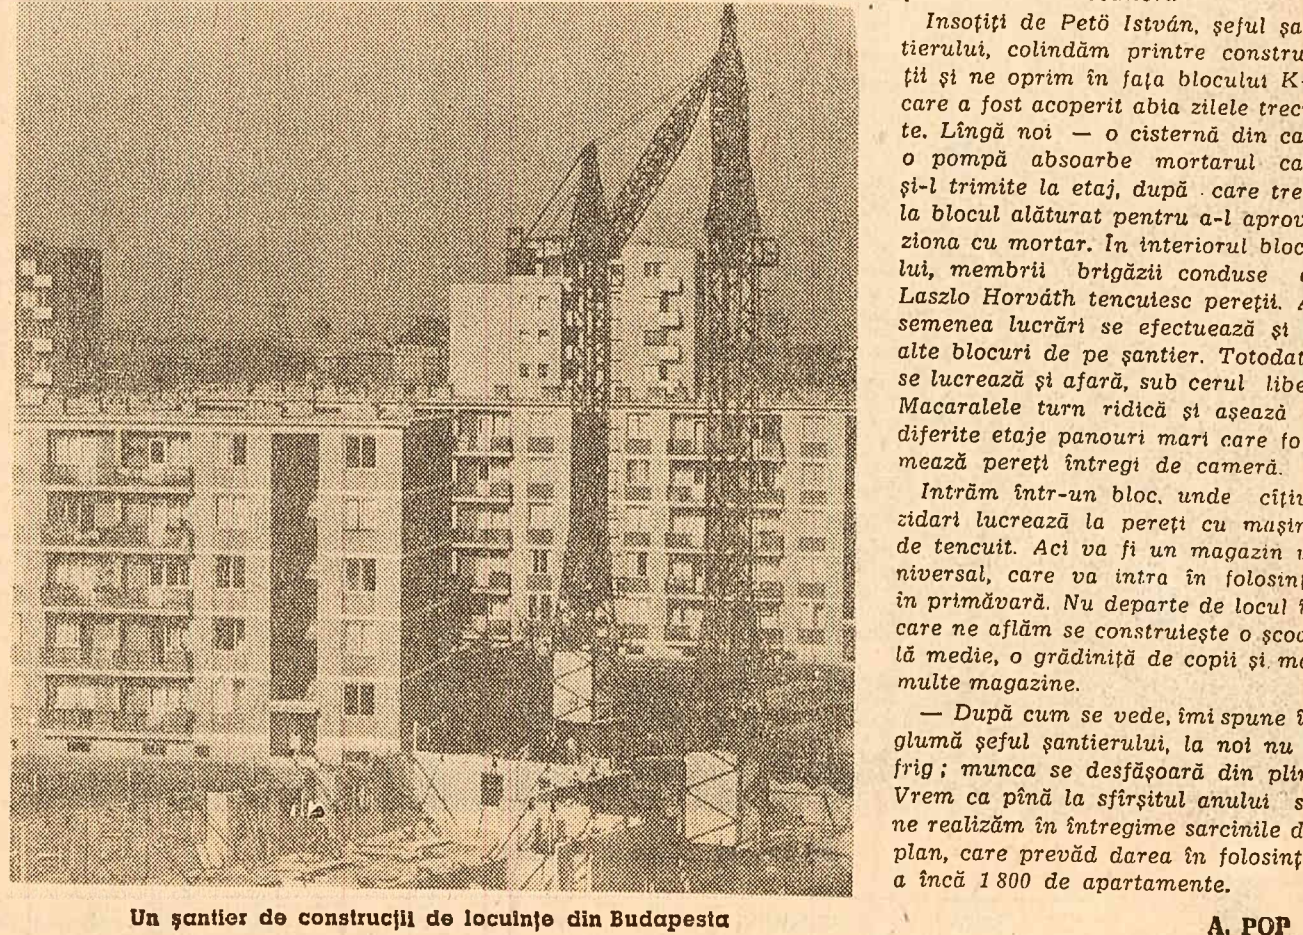 Insoțiți de Petö István, șeful șa
tierului, colindăm printre constru
ții și ne oprim în fața blocului K-
care a fost acoperit abia zilele trec
te. Lîngă noi — o cisternă din ca
o pompă absoarbe mortarul ca
și-l trimite la etaj, după care tre
la blocul alăturat pentru a-l aprov
ziona cu mortar. In interiorul bloc
lui, membrii brigăzii conduse
Laszlo Horváth tencuiesc pereții. A
semenea lucrări se efectuează și
alte blocuri de pe șantier. Totodat
se lucrează și afară, sub cerul libe
Macaralele turn ridică și așează
diferite etaje panouri mari care fo
mează pereți întregi de cameră.
Intrăm într-un bloc. unde cîți
zidari lucrează la pereți cu mașin
de tencuit. Aci va fi un magazin
niversal, care va intra în folosinț
în primăvară. Nu departe de locul î
care ne aflăm se construiește o școa
lă medie, o grădiniță de copii și ma
multe magazine.
— După cum se vede, îmi spune î
glumă șeful șantierului, la noi nu
frig ; munca se desfășoară din plin
Vrem ca pînă la sfîrșitul anului s
ne realizăm în întregime sarcinile d
plan, care prevăd darea în folosinț
a încă 1 800 de apartamente.
A. POP
Un șantier de construcții de locuințe din Budapesta